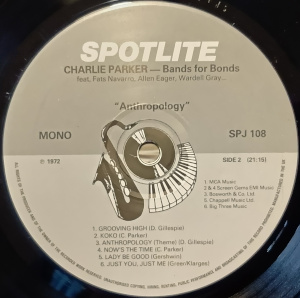 SPOTLITE
CHARLIE PARKER — Bands for Bonds
feat. Fats Navarro, Allen Eager, Wardell Gray...
"Anthropology"
MONO
SPJ 108
℗ 1972
SIDE 2 (21:15)
1. MCA Music
2 & 4 Screen Gems/EMI Music
3. Bosworth & Co. Ltd.
5. Chappell Music Ltd.
6. Big Three Music
1. GROOVING HIGH (D. Gillespie)
2. KOKO (C. Parker)
3. ANTHROPOLOGY (Theme) (D. Gillespie)
4. NOW'S THE TIME (C. Parker)
5. LADY BE GOOD (Gershwin)
6. JUST YOU, JUST ME (Greer/Klarges)